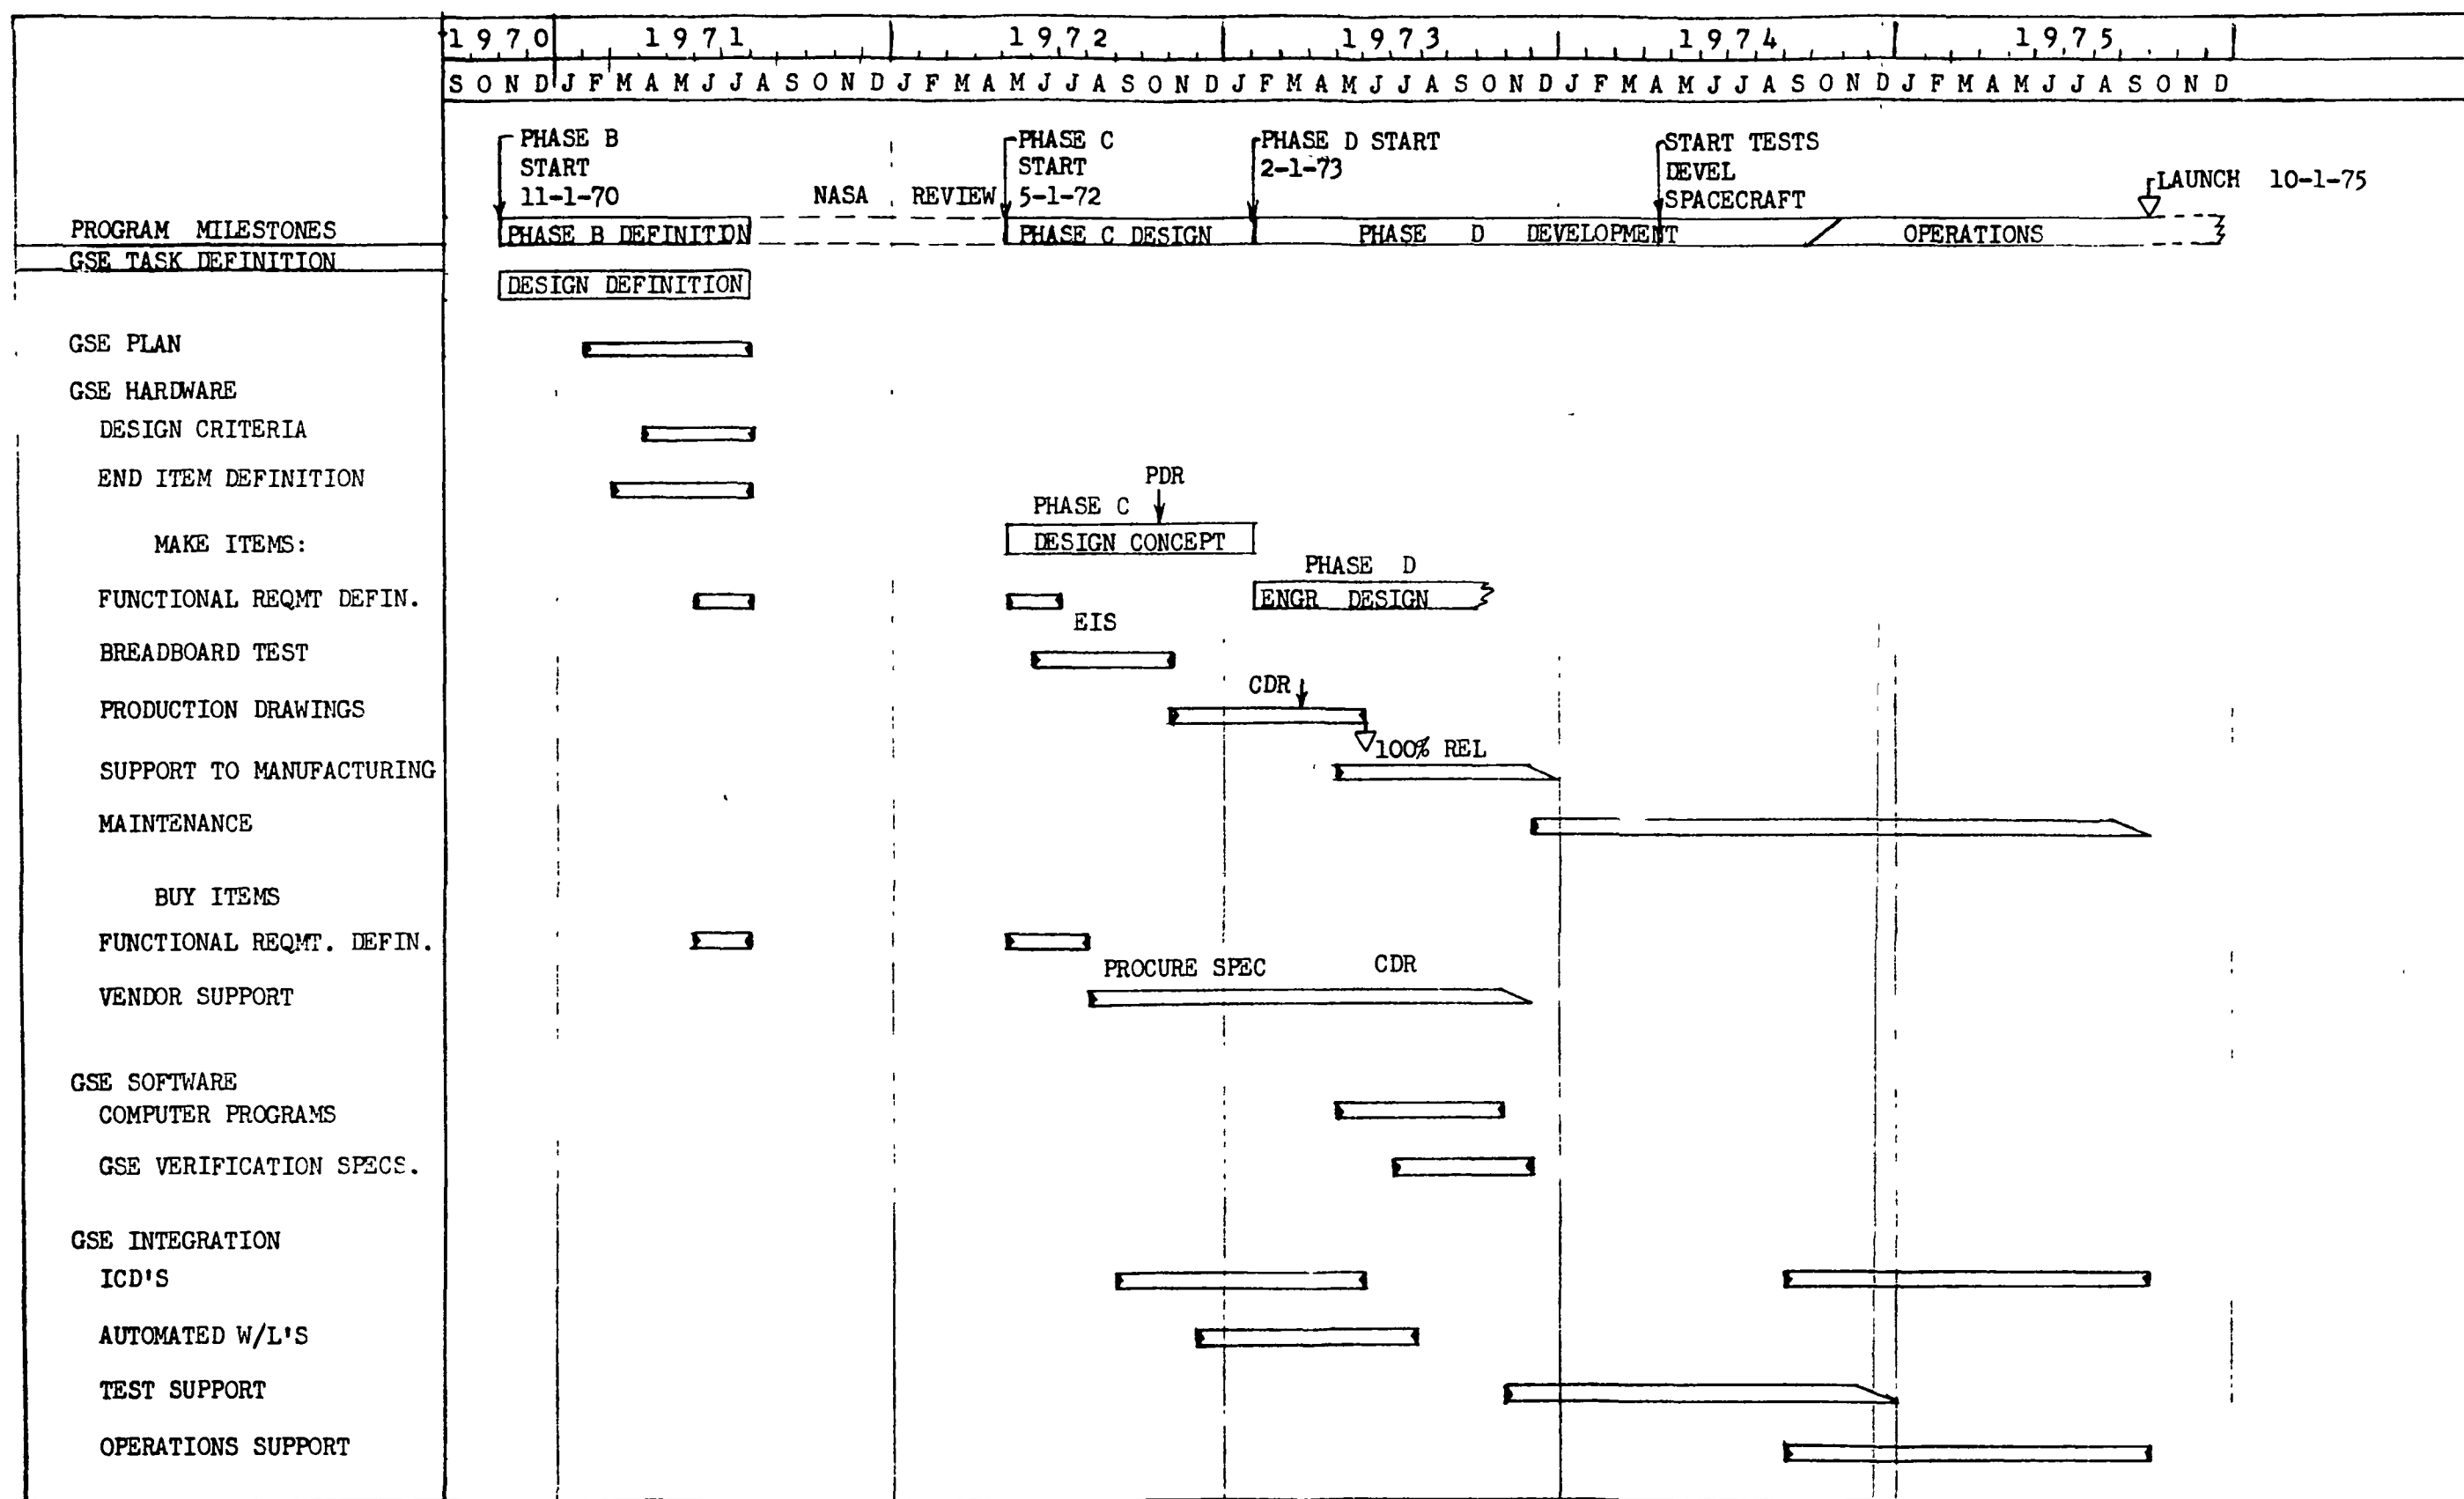 1970 1971 1972 1973 1974 1975
S O N D J F M A M J J A S O N D J F M A M J J A S O N D J F M A M J J A S O N D J F M A M J J A S O N D J F M A M J J A S O N D
PHASE B START 11-1-70
PHASE C START 5-1-72
PHASE D START 2-1-73
START TESTS DEVEL SPACECRAFT
NASA REVIEW
LAUNCH 10-1-75
PROGRAM MILESTONES
PHASE B DEFINITION
PHASE C DESIGN
PHASE D DEVELOPMENT
OPERATIONS
GSE TASK DEFINITION
DESIGN DEFINITION
GSE PLAN
GSE HARDWARE
DESIGN CRITERIA
END ITEM DEFINITION
PDR
PHASE C
MAKE ITEMS:
DESIGN CONCEPT
PHASE D
FUNCTIONAL REQMT DEFIN.
ENGR DESIGN
EIS
BREADBOARD TEST
CDR
PRODUCTION DRAWINGS
100% REL
SUPPORT TO MANUFACTURING
MAINTENANCE
BUY ITEMS
FUNCTIONAL REQMT. DEFIN.
PROCURE SPEC CDR
VENDOR SUPPORT
GSE SOFTWARE
COMPUTER PROGRAMS
GSE VERIFICATION SPECS.
GSE INTEGRATION
ICD'S
AUTOMATED W/L'S
TEST SUPPORT
OPERATIONS SUPPORT